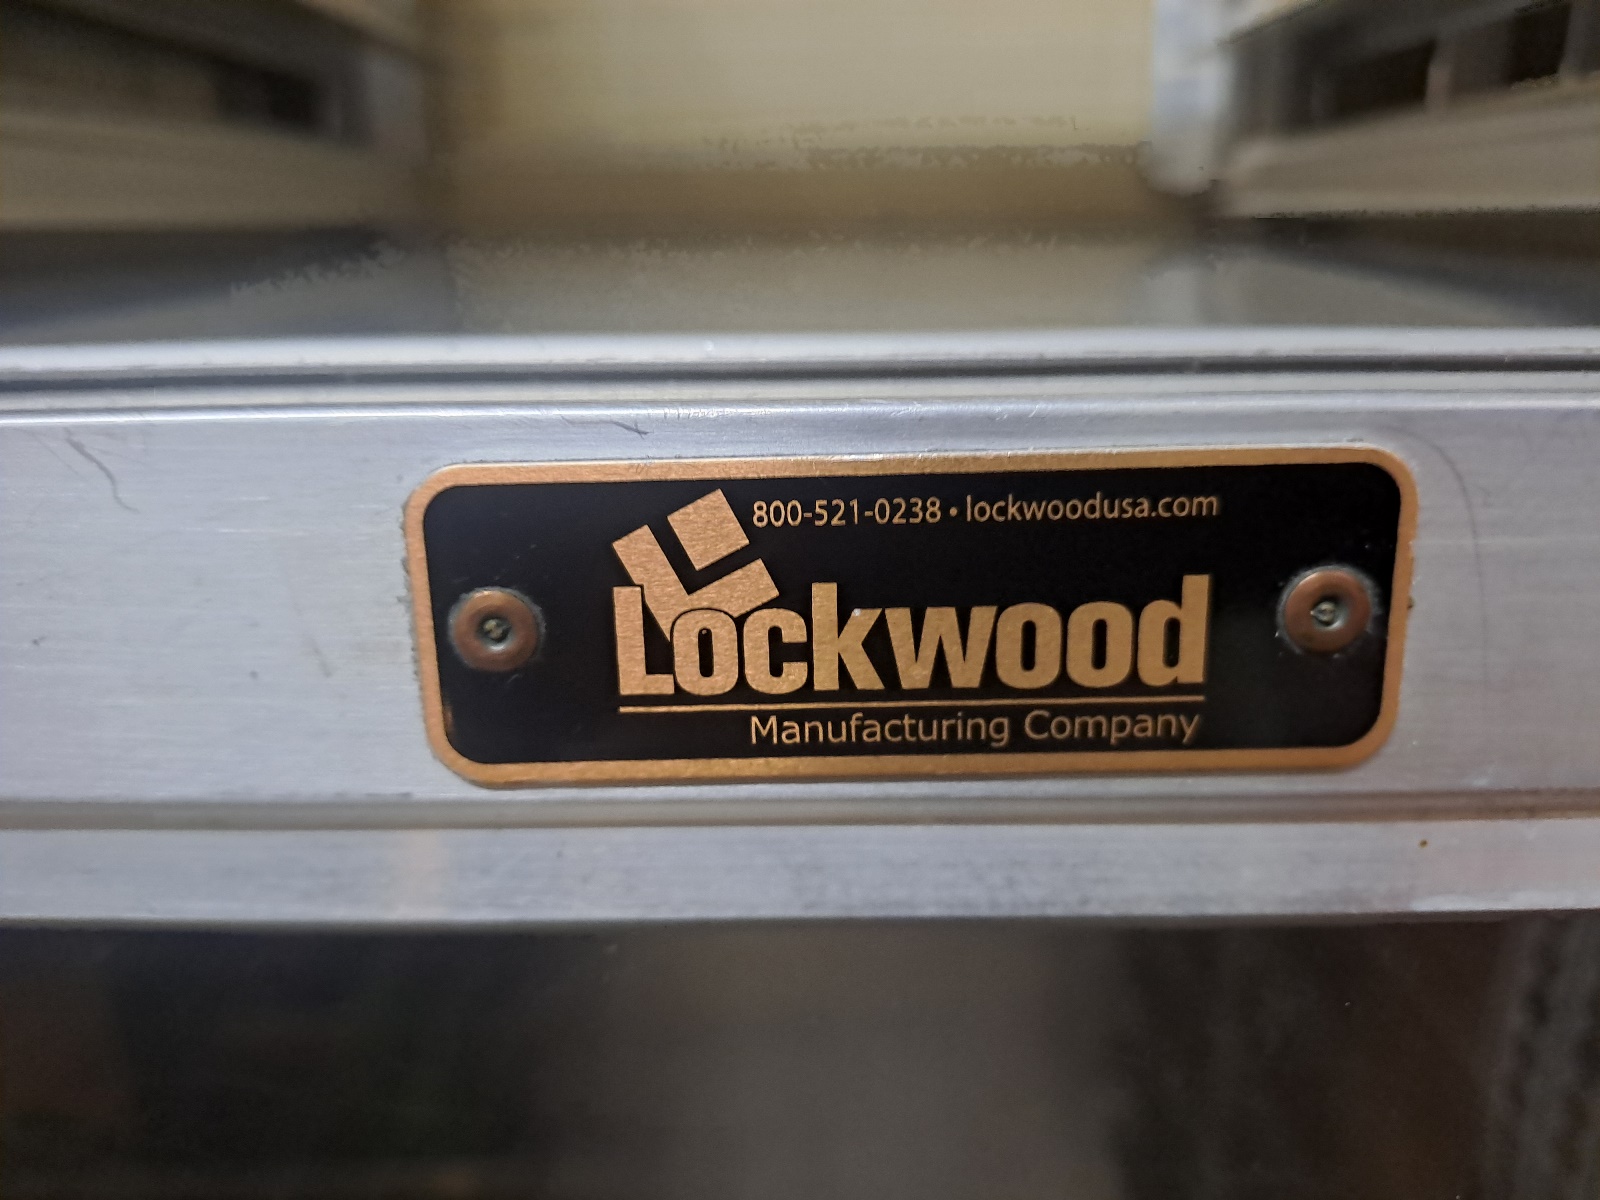 800-521-0238 • lockwoodusa.com
Lockwood
Manufacturing Company